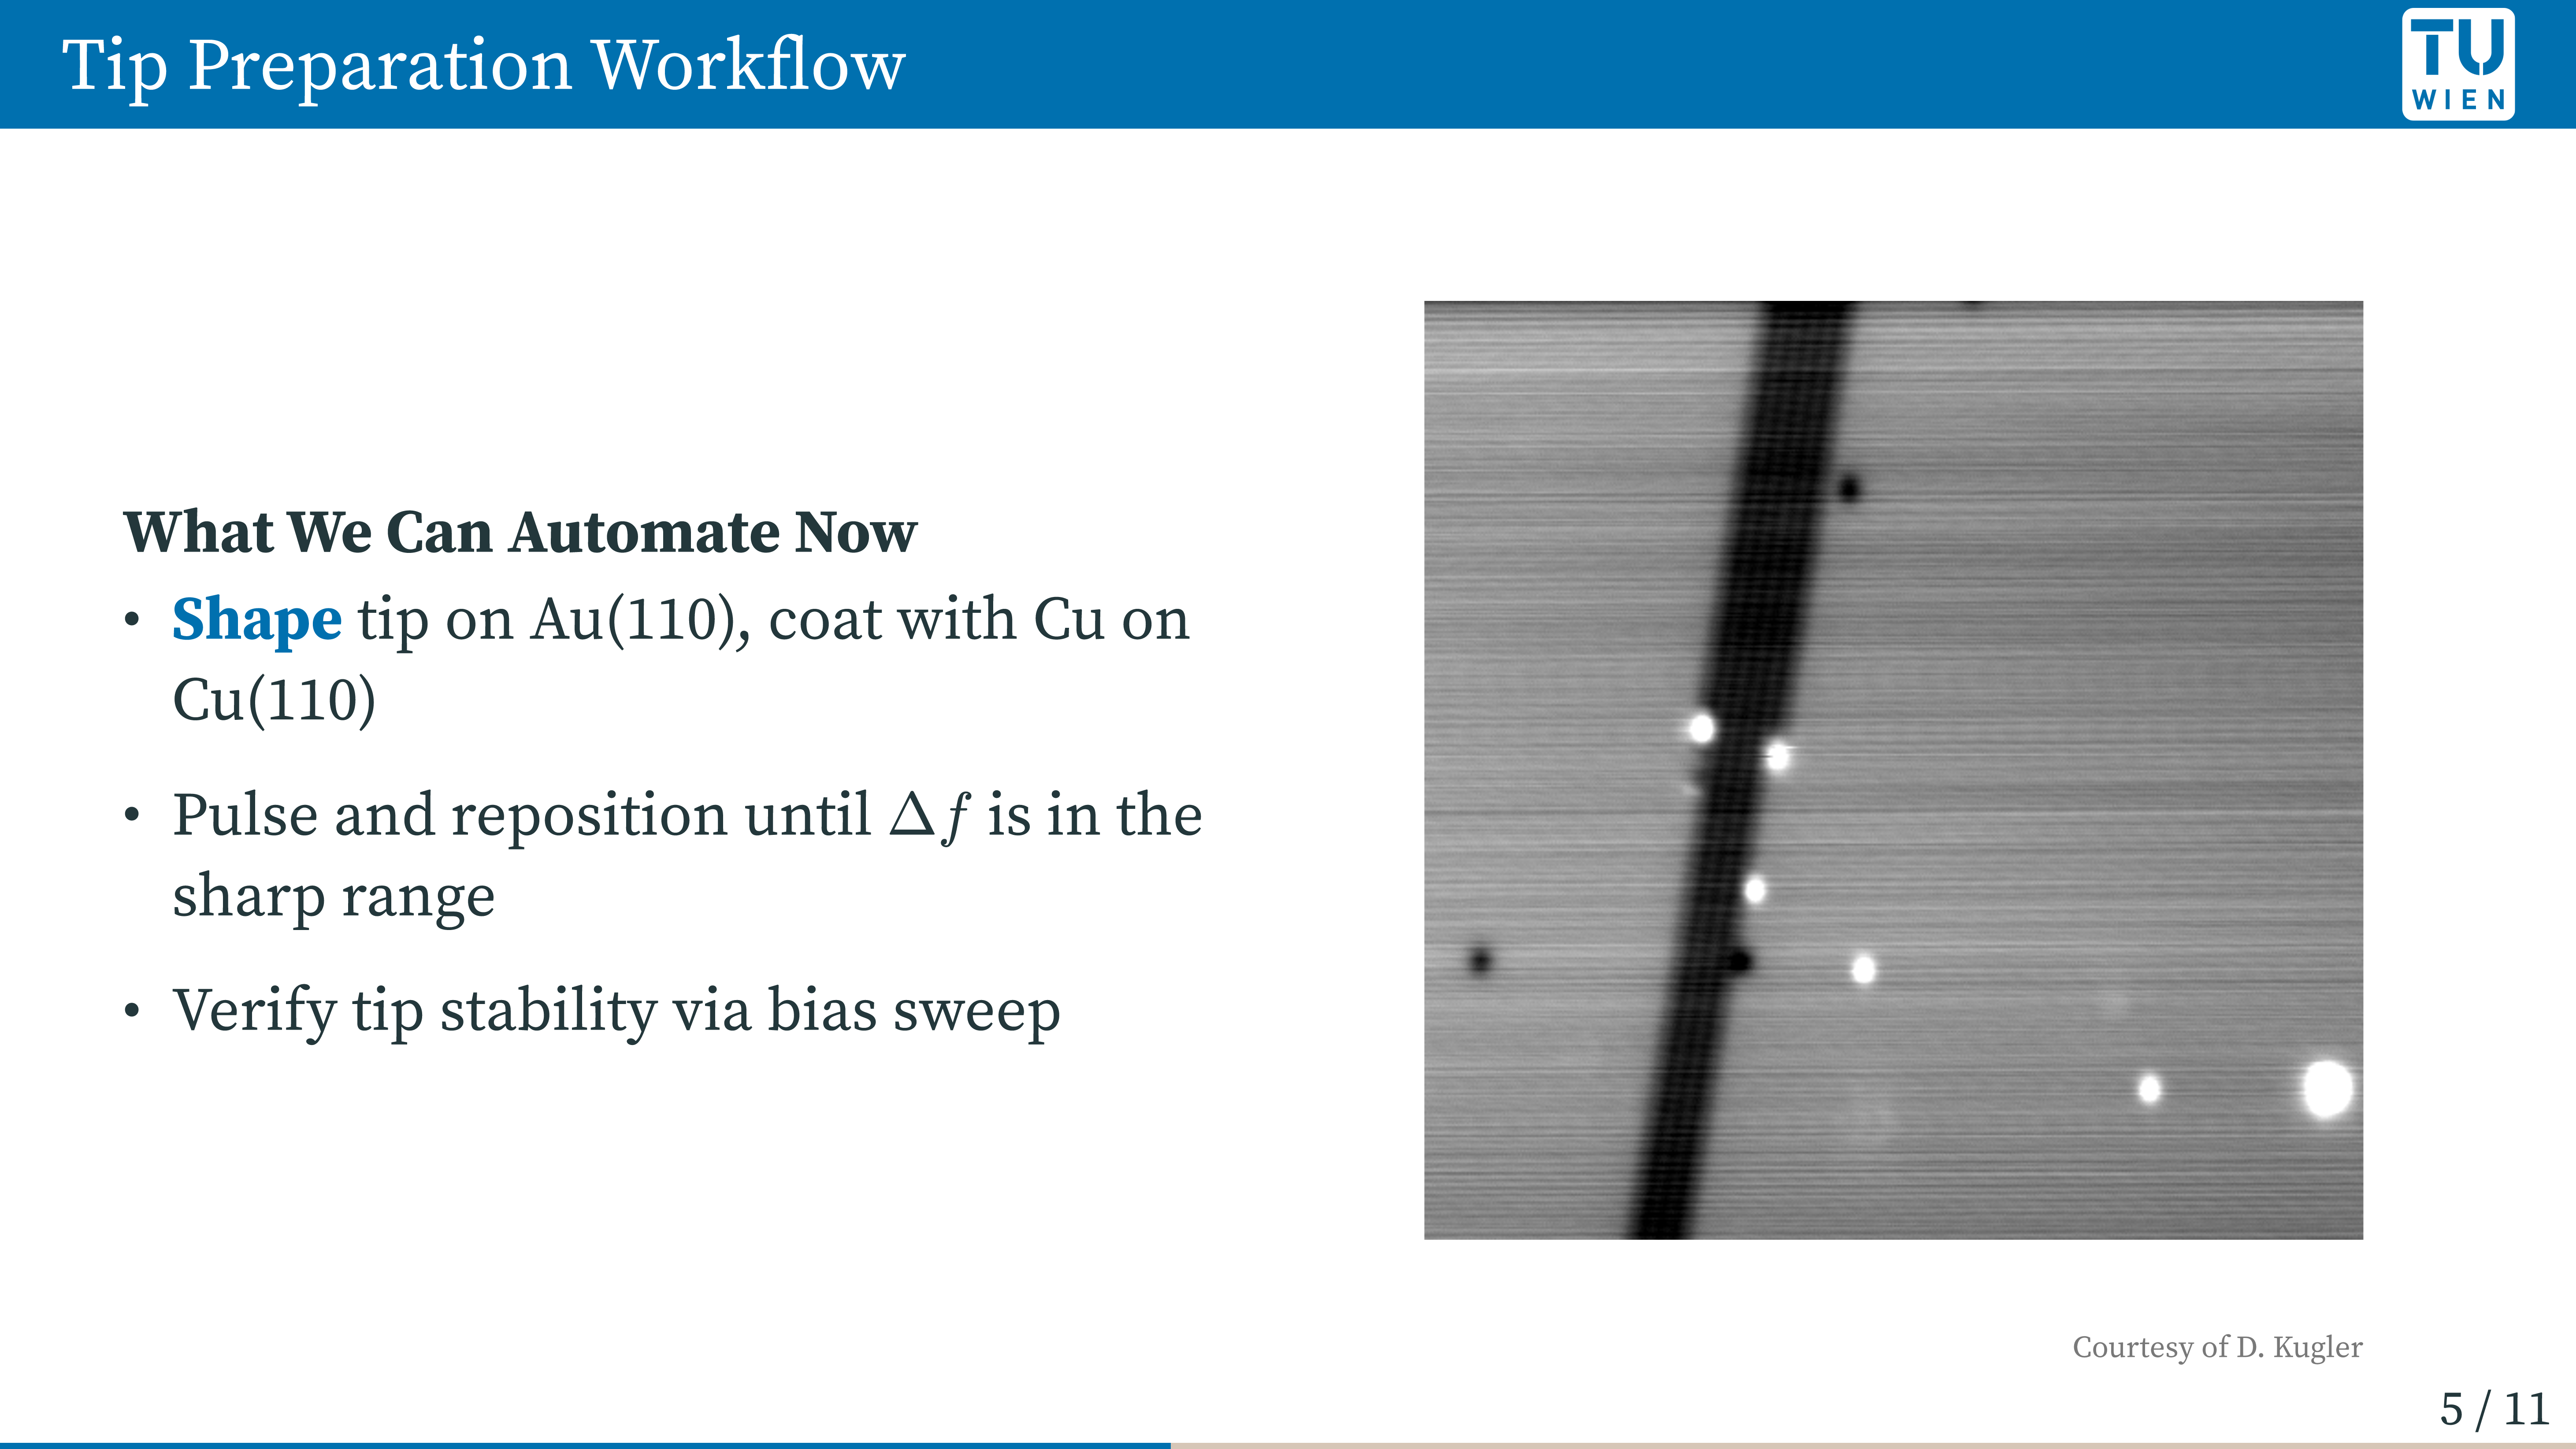 Tip Preparation Workflow
TU
WIEN
What We Can Automate Now
• Shape tip on Au(110), coat with Cu on
Cu(110)
• Pulse and reposition until Δf is in the
sharp range
• Verify tip stability via bias sweep
Courtesy of D. Kugler
5 / 11